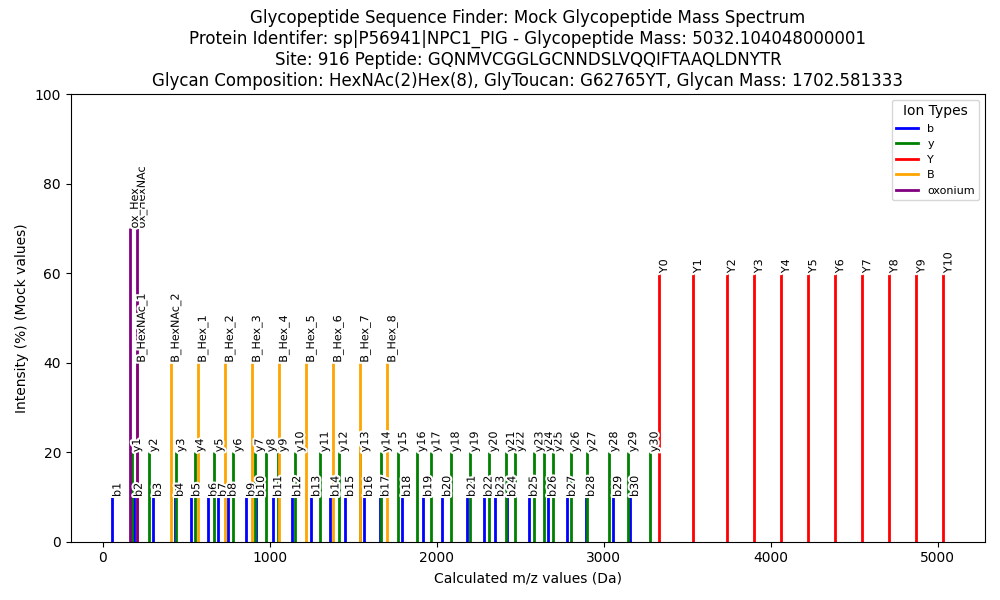 Glycopeptide Sequence Finder: Mock Glycopeptide Mass Spectrum
Protein Identifer: sp|P56941|NPC1_PIG - Glycopeptide Mass: 5032.104048000001
Site: 916 Peptide: GQNMVCGGLGCNNDSLVQQIFTAAQLDNYTR
Glycan Composition: HexNAc(2)Hex(8), GlyToucan: G62765YT, Glycan Mass: 1702.581333
Intensity (%) (Mock values)
100
80
60
40
20
0
Ion Types
b
y
Y
B
oxonium
ox_Hex
ox_HexNAc
Y0
Y1
Y2
Y3
Y4
Y5
Y6
Y7
Y8
Y9
Y10
B_HexNAc_1
B_HexNAc_2
B_Hex_1
B_Hex_2
B_Hex_3
B_Hex_4
B_Hex_5
B_Hex_6
B_Hex_7
B_Hex_8
y1
y2
y3
y4
y5
y6
y7
y8
y9
y10
y11
y12
y13
y14
y15
y16
y17
y18
y19
y20
y21
y22
y23
y24
y25
y26
y27
y28
y29
y30
b1
b2
b3
b4
b5
b6
b7
b8
b9
b10
b11
b12
b13
b14
b15
b16
b17
b18
b19
b20
b21
b22
b23
b24
b25
b26
b27
b28
b29
b30
0
1000
2000
3000
4000
5000
Calculated m/z values (Da)